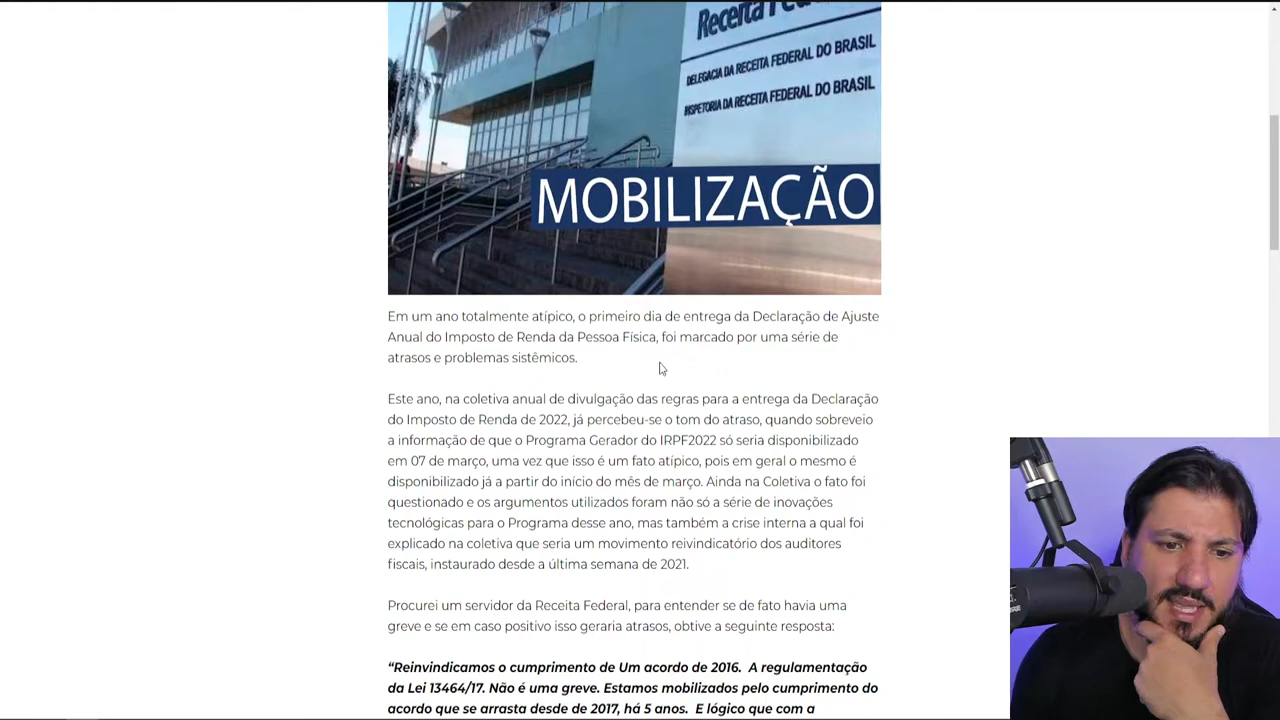 Receita
DELEGACIA DA RECEITA FEDERAL DO BRASIL
INSPETORIA DA RECEITA FEDERAL DO BRASIL
MOBILIZAÇÃO
Em um ano totalmente atípico, o primeiro dia de entrega da Declaração de Ajuste
Anual do Imposto de Renda da Pessoa Física, foi marcado por uma série de
atrasos e problemas sistêmicos.
Este ano, na coletiva anual de divulgação das regras para a entrega da Declaração
do Imposto de Renda de 2022, já percebeu-se o tom do atraso, quando sobreveio
a informação de que o Programa Gerador do IRPF2022 só seria disponibilizado
em 07 de março, uma vez que isso é um fato atípico, pois em geral o mesmo é
disponibilizado já a partir do início do mês de março. Ainda na Coletiva o fato foi
questionado e os argumentos utilizados foram não só a série de inovações
tecnológicas para o Programa desse ano, mas também a crise interna a qual foi
explicado na coletiva que seria um movimento reivindicatório dos auditores
fiscais, instaurado desde a última semana de 2021.
Procurei um servidor da Receita Federal, para entender se de fato havia uma
greve e se em caso positivo isso geraria atrasos, obtive a seguinte resposta:
“Reinvindicamos o cumprimento de Um acordo de 2016. A regulamentação
da Lei 13464/17. Não é uma greve. Estamos mobilizados pelo cumprimento do
acordo que se arrasta desde de 2017, há 5 anos. E lógico que com a